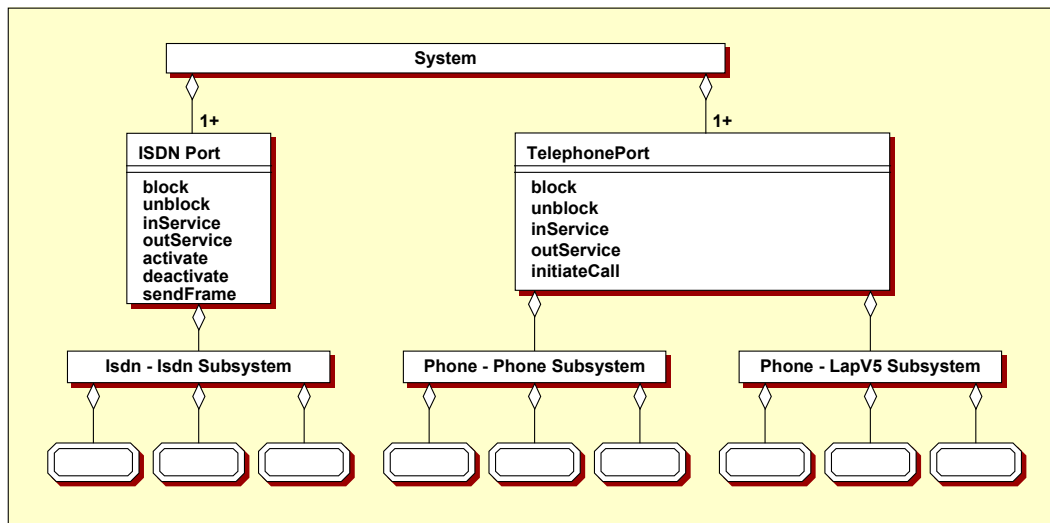 System
1+
1+
ISDN Port
block
unblock
inService
outService
activate
deactivate
sendFrame
TelephonePort
block
unblock
inService
outService
initiateCall
Isdn - Isdn Subsystem
Phone - Phone Subsystem
Phone - LapV5 Subsystem